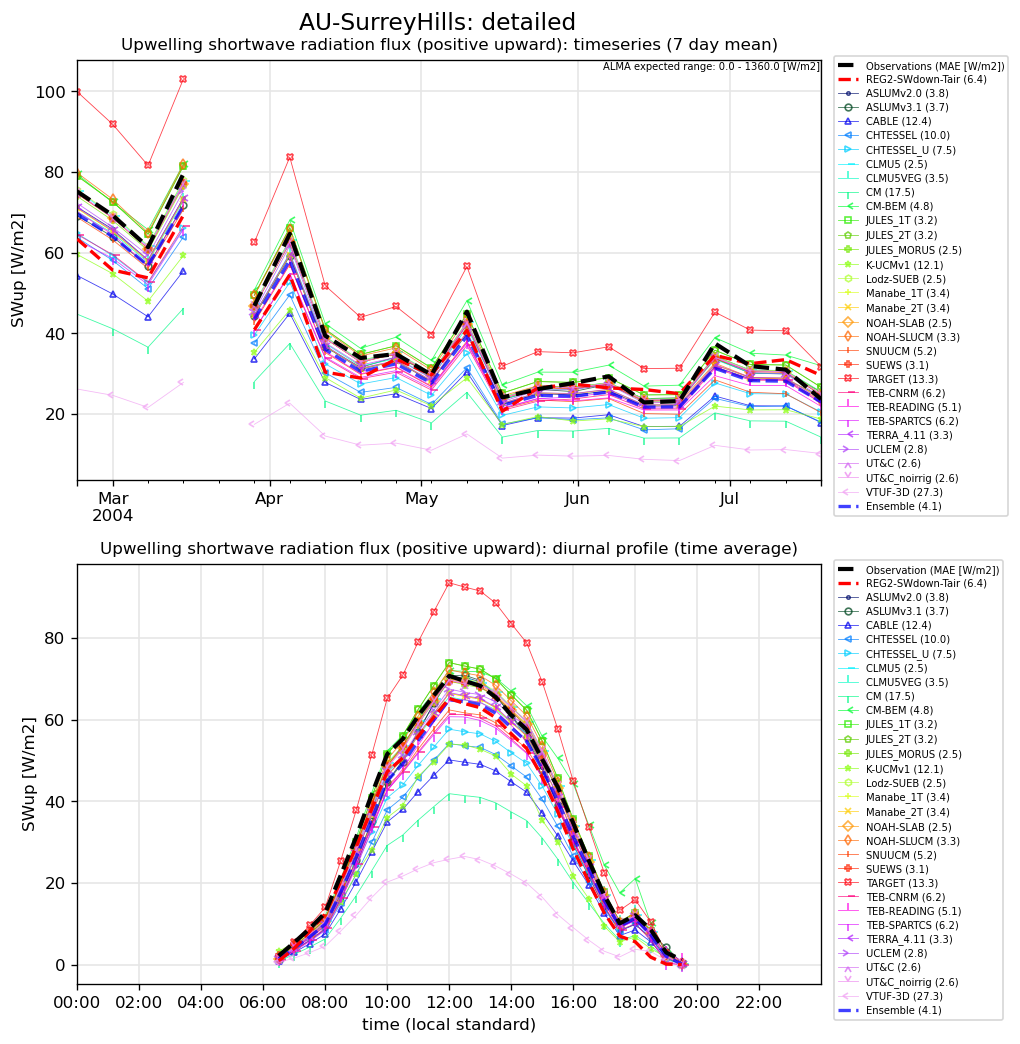 AU-SurreyHills: detailed
Upwelling shortwave radiation flux (positive upward): timeseries (7 day mean)
ALMA expected range: 0.0 - 1360.0 [W/m2]
SWup [W/m2]
100
80
60
40
20
Mar
2004
Apr
May
Jun
Jul
Observations (MAE [W/m2])
REG2-SWdown-Tair (6.4)
ASLUMv2.0 (3.8)
ASLUMv3.1 (3.7)
CABLE (12.4)
CHTESSEL (10.0)
CHTESSEL_U (7.5)
CLMU5 (2.5)
CLMU5VEG (3.5)
CM (17.5)
CM-BEM (4.8)
JULES_1T (3.2)
JULES_2T (3.2)
JULES_MORUS (2.5)
K-UCMv1 (12.1)
Lodz-SUEB (2.5)
Manabe_1T (3.4)
Manabe_2T (3.4)
NOAH-SLAB (2.5)
NOAH-SLUCM (3.3)
SNUUCM (5.2)
SUEWS (3.1)
TARGET (13.3)
TEB-CNRM (6.2)
TEB-READING (5.1)
TEB-SPARTCS (6.2)
TERRA_4.11 (3.3)
UCLEM (2.8)
UT&C (2.6)
UT&C_noirrig (2.6)
VTUF-3D (27.3)
Ensemble (4.1)
Upwelling shortwave radiation flux (positive upward): diurnal profile (time average)
SWup [W/m2]
80
60
40
20
0
00:00
02:00
04:00
06:00
08:00
10:00
12:00
14:00
16:00
18:00
20:00
22:00
time (local standard)
Observation (MAE [W/m2])
REG2-SWdown-Tair (6.4)
ASLUMv2.0 (3.8)
ASLUMv3.1 (3.7)
CABLE (12.4)
CHTESSEL (10.0)
CHTESSEL_U (7.5)
CLMU5 (2.5)
CLMU5VEG (3.5)
CM (17.5)
CM-BEM (4.8)
JULES_1T (3.2)
JULES_2T (3.2)
JULES_MORUS (2.5)
K-UCMv1 (12.1)
Lodz-SUEB (2.5)
Manabe_1T (3.4)
Manabe_2T (3.4)
NOAH-SLAB (2.5)
NOAH-SLUCM (3.3)
SNUUCM (5.2)
SUEWS (3.1)
TARGET (13.3)
TEB-CNRM (6.2)
TEB-READING (5.1)
TEB-SPARTCS (6.2)
TERRA_4.11 (3.3)
UCLEM (2.8)
UT&C (2.6)
UT&C_noirrig (2.6)
VTUF-3D (27.3)
Ensemble (4.1)